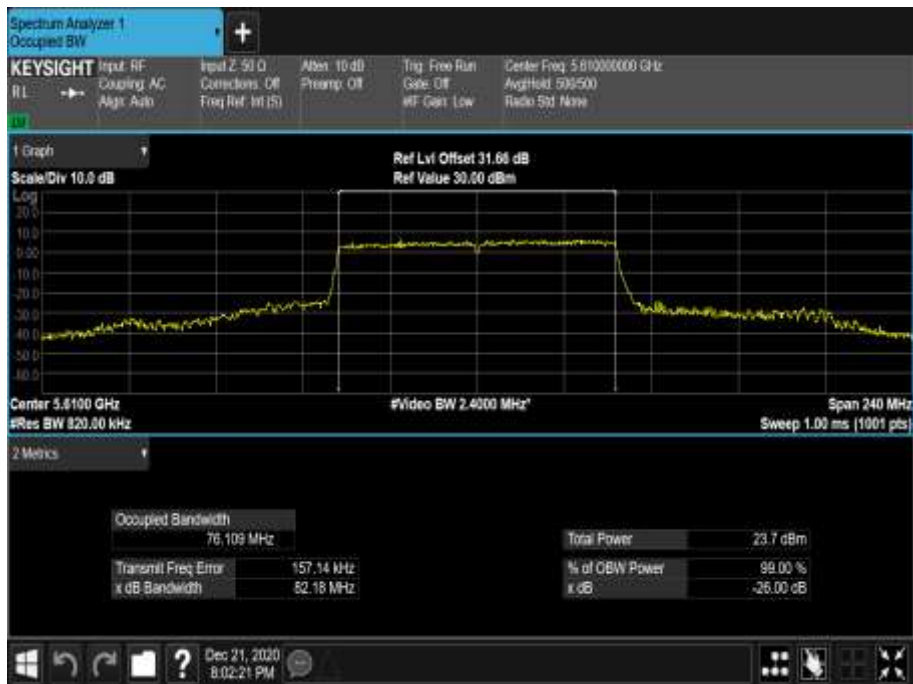 Spectrum Analyzer 1
Occupied BW
+
KEYSIGHT Input: RF Input Z: 50 Ω Atten: 10 dB Trig: Free Run Center Freq: 5.610000000 GHz
RL Coupling: AC Corrections: Off Preamp: Off Gate: Off Avg|Hold: 500/500
Align: Auto Freq Ref: Int (S) #IF Gain: Low Radio Std: None
1 Graph
Ref Lvl Offset 31.66 dB
Scale/Div 10.0 dB Ref Value 30.00 dBm
Log
20.0
10.0
0.00
-10.0
-20.0
-30.0
-40.0
-50.0
-60.0
Center 5.6100 GHz #Video BW 2.4000 MHz* Span 240 MHz
#Res BW 820.00 kHz Sweep 1.00 ms (1001 pts)
2 Metrics
Occupied Bandwidth
76.109 MHz Total Power 23.7 dBm
Transmit Freq Error 157.14 kHz % of OBW Power 99.00 %
x dB Bandwidth 82.18 MHz x dB -26.00 dB
? Dec 21, 2020
8:02:21 PM